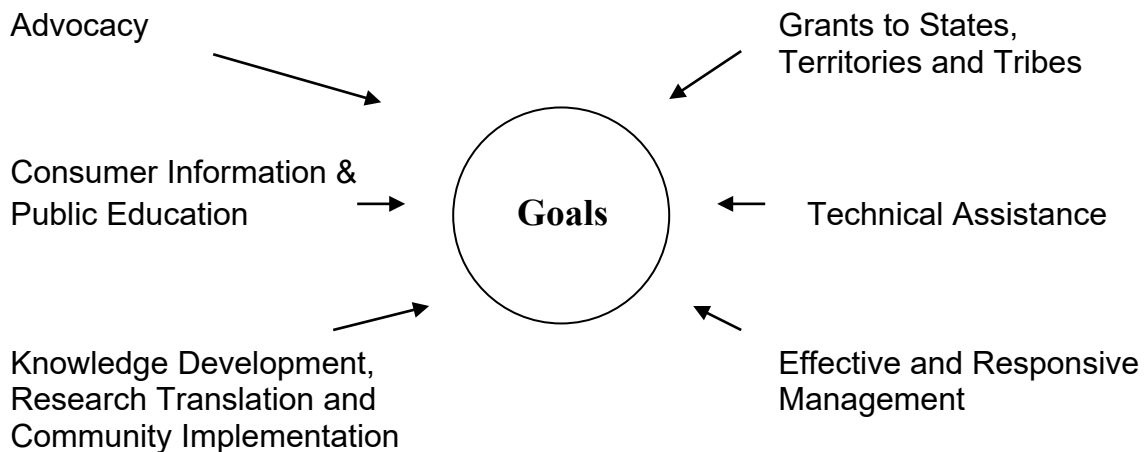 Advocacy
Grants to States,
Territories and Tribes
Consumer Information &
Public Education
Goals
Technical Assistance
Knowledge Development,
Research Translation and
Community Implementation
Effective and Responsive
Management